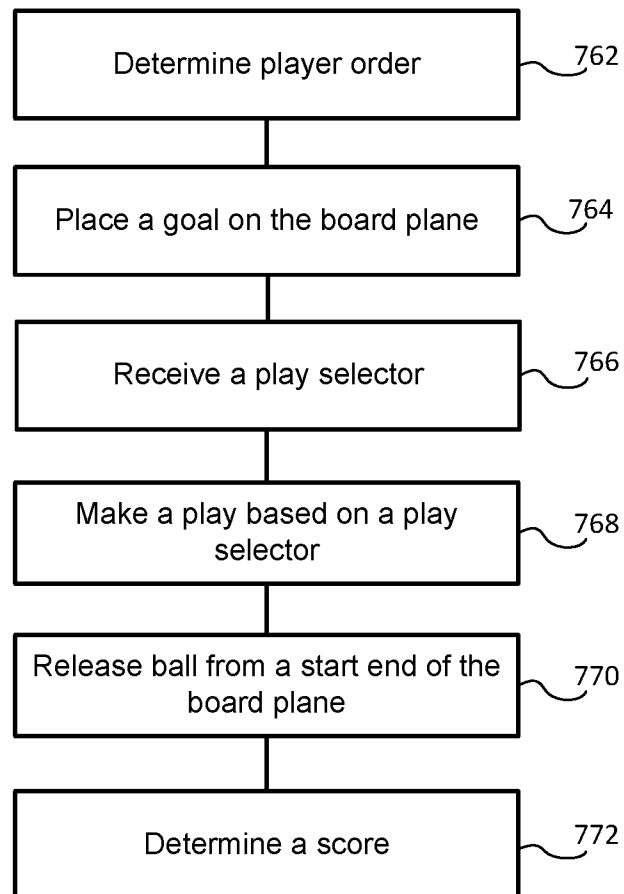 Determine player order
762
Place a goal on the board plane
764
Receive a play selector
766
Make a play based on a play
selector
768
Release ball from a start end of the
board plane
770
Determine a score
772